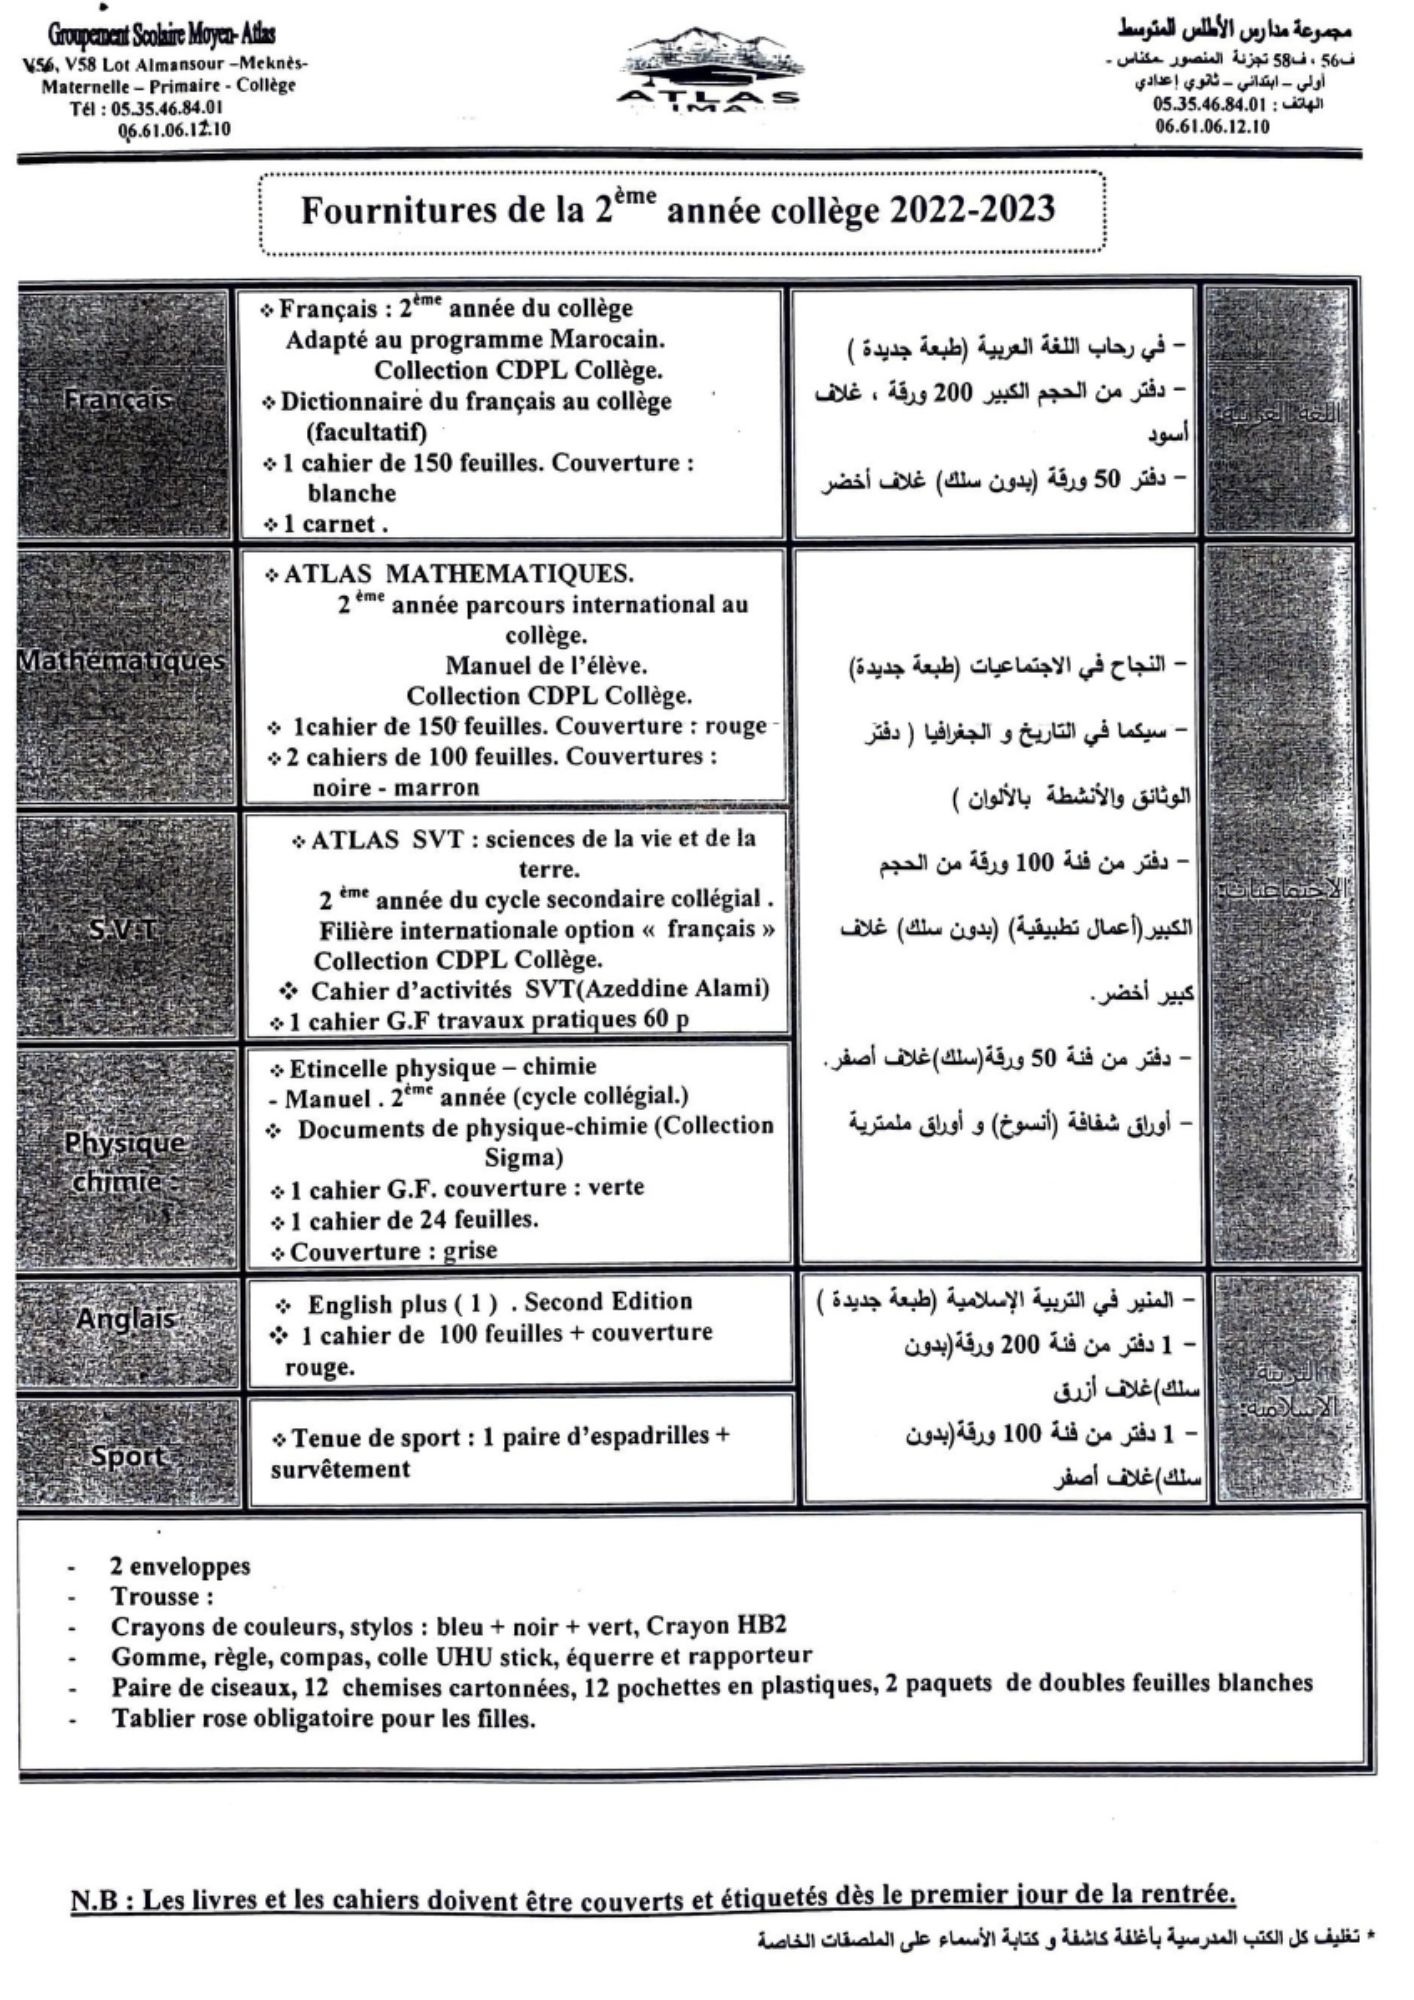 Groupement Scolaire Moyen-Atlas
V56, V58 Lot Almansour –Meknès-
Maternelle – Primaire - Collège
Tél : 05.35.46.84.01
06.61.06.12.10
ATLAS
IMA
مجموعة مدارس الأطلس المتوسط
ف56 ، ف58 تجزئة المنصور -مكناس -
أولي – ابتدائي – ثانوي إعدادي
الهاتف : 05.35.46.84.01
06.61.06.12.10
Fournitures de la 2ème année collège 2022-2023
Français
❖ Français : 2ème année du collège
Adapté au programme Marocain.
Collection CDPL Collège.
❖ Dictionnaire du français au collège
(facultatif)
❖ 1 cahier de 150 feuilles. Couverture :
blanche
❖ 1 carnet .
اللغة العربية:
– في رحاب اللغة العربية (طبعة جديدة )
– دفتر من الحجم الكبير 200 ورقة ، غلاف
أسود
– دفتر 50 ورقة (بدون سلك) غلاف أخضر
Mathématiques
❖ ATLAS MATHEMATIQUES.
2 ème année parcours international au
collège.
Manuel de l’élève.
Collection CDPL Collège.
❖ 1cahier de 150 feuilles. Couverture : rouge
❖ 2 cahiers de 100 feuilles. Couvertures :
noire - marron
S.V.T
❖ ATLAS SVT : sciences de la vie et de la
terre.
2 ème année du cycle secondaire collégial .
Filière internationale option « français »
Collection CDPL Collège.
❖ Cahier d’activités SVT(Azeddine Alami)
❖ 1 cahier G.F travaux pratiques 60 p
Physique
chimie :
❖ Etincelle physique – chimie
- Manuel . 2ème année (cycle collégial.)
❖ Documents de physique-chimie (Collection
Sigma)
❖ 1 cahier G.F. couverture : verte
❖ 1 cahier de 24 feuilles.
❖ Couverture : grise
الاجتماعيات:
– النجاح في الاجتماعيات (طبعة جديدة)
– سيكما في التاريخ و الجغرافيا ( دفتر
الوثائق والأنشطة بالألوان )
– دفتر من فئة 100 ورقة من الحجم
الكبير(أعمال تطبيقية) (بدون سلك) غلاف
كبير أخضر.
– دفتر من فئة 50 ورقة(سلك)غلاف أصفر.
– أوراق شفافة (أنسوخ) و أوراق ملمترية
Anglais
❖ English plus ( 1 ) . Second Edition
❖ 1 cahier de 100 feuilles + couverture
rouge.
Sport
❖ Tenue de sport : 1 paire d’espadrilles +
survêtement
التربية
الاسلامية:
– المنير في التربية الإسلامية (طبعة جديدة )
– 1 دفتر من فئة 200 ورقة(بدون
سلك)غلاف أزرق
– 1 دفتر من فئة 100 ورقة(بدون
سلك)غلاف أصفر
- 2 enveloppes
- Trousse :
- Crayons de couleurs, stylos : bleu + noir + vert, Crayon HB2
- Gomme, règle, compas, colle UHU stick, équerre et rapporteur
- Paire de ciseaux, 12 chemises cartonnées, 12 pochettes en plastiques, 2 paquets de doubles feuilles blanches
- Tablier rose obligatoire pour les filles.
N.B : Les livres et les cahiers doivent être couverts et étiquetés dès le premier jour de la rentrée.
* تغليف كل الكتب المدرسية بأغلفة كاشفة و كتابة الأسماء على الملصقات الخاصة